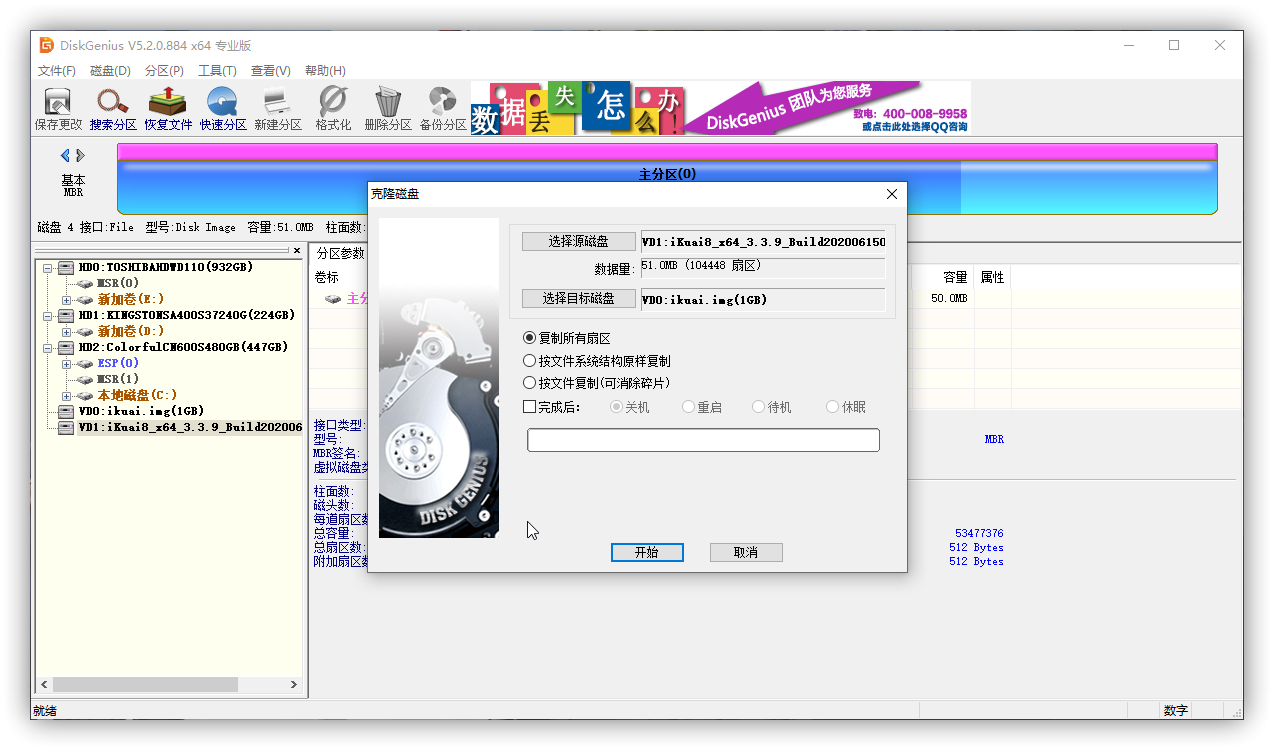 DiskGenius V5.2.0.884 x64 专业版
文件(F) 磁盘(D) 分区(P) 工具(T) 查看(V) 帮助(H)
保存更改 搜索分区 恢复文件 快速分区 新建分区 格式化 删除分区 备份分区
数据丢失怎么办!
DiskGenius 团队为您服务
致电: 400-008-9958
或点击此处选择QQ咨询
基本
MBR
主分区(0)
磁盘 4 接口:File 型号:Disk Image 容量:51.0MB 柱面数:
HD0:TOSHIBAHDWD110(932GB)
MSR(0)
新加卷(E:)
HD1:KINGSTONSA400S37240G(224GB)
新加卷(D:)
HD2:ColorfulCN600S480GB(447GB)
ESP(0)
MSR(1)
本地磁盘(C:)
VD0:ikuai.img(1GB)
VD1:iKuai8_x64_3.3.9_Build202006
分区参数
卷标 容量 属性
主分 50.0MB
接口类型:
型号: MBR
MBR签名:
虚拟磁盘类
柱面数:
磁头数:
每道扇区数
总容量: 53477376
总扇区数: 512 Bytes
附加扇区数 512 Bytes
克隆磁盘
DISK GENIUS
选择源磁盘 VD1:iKuai8_x64_3.3.9_Build202006150
数据量: 51.0MB (104448 扇区)
选择目标磁盘 VD0:ikuai.img(1GB)
复制所有扇区
按文件系统结构原样复制
按文件复制(可消除碎片)
完成后: 关机 重启 待机 休眠
开始 取消
就绪 数字